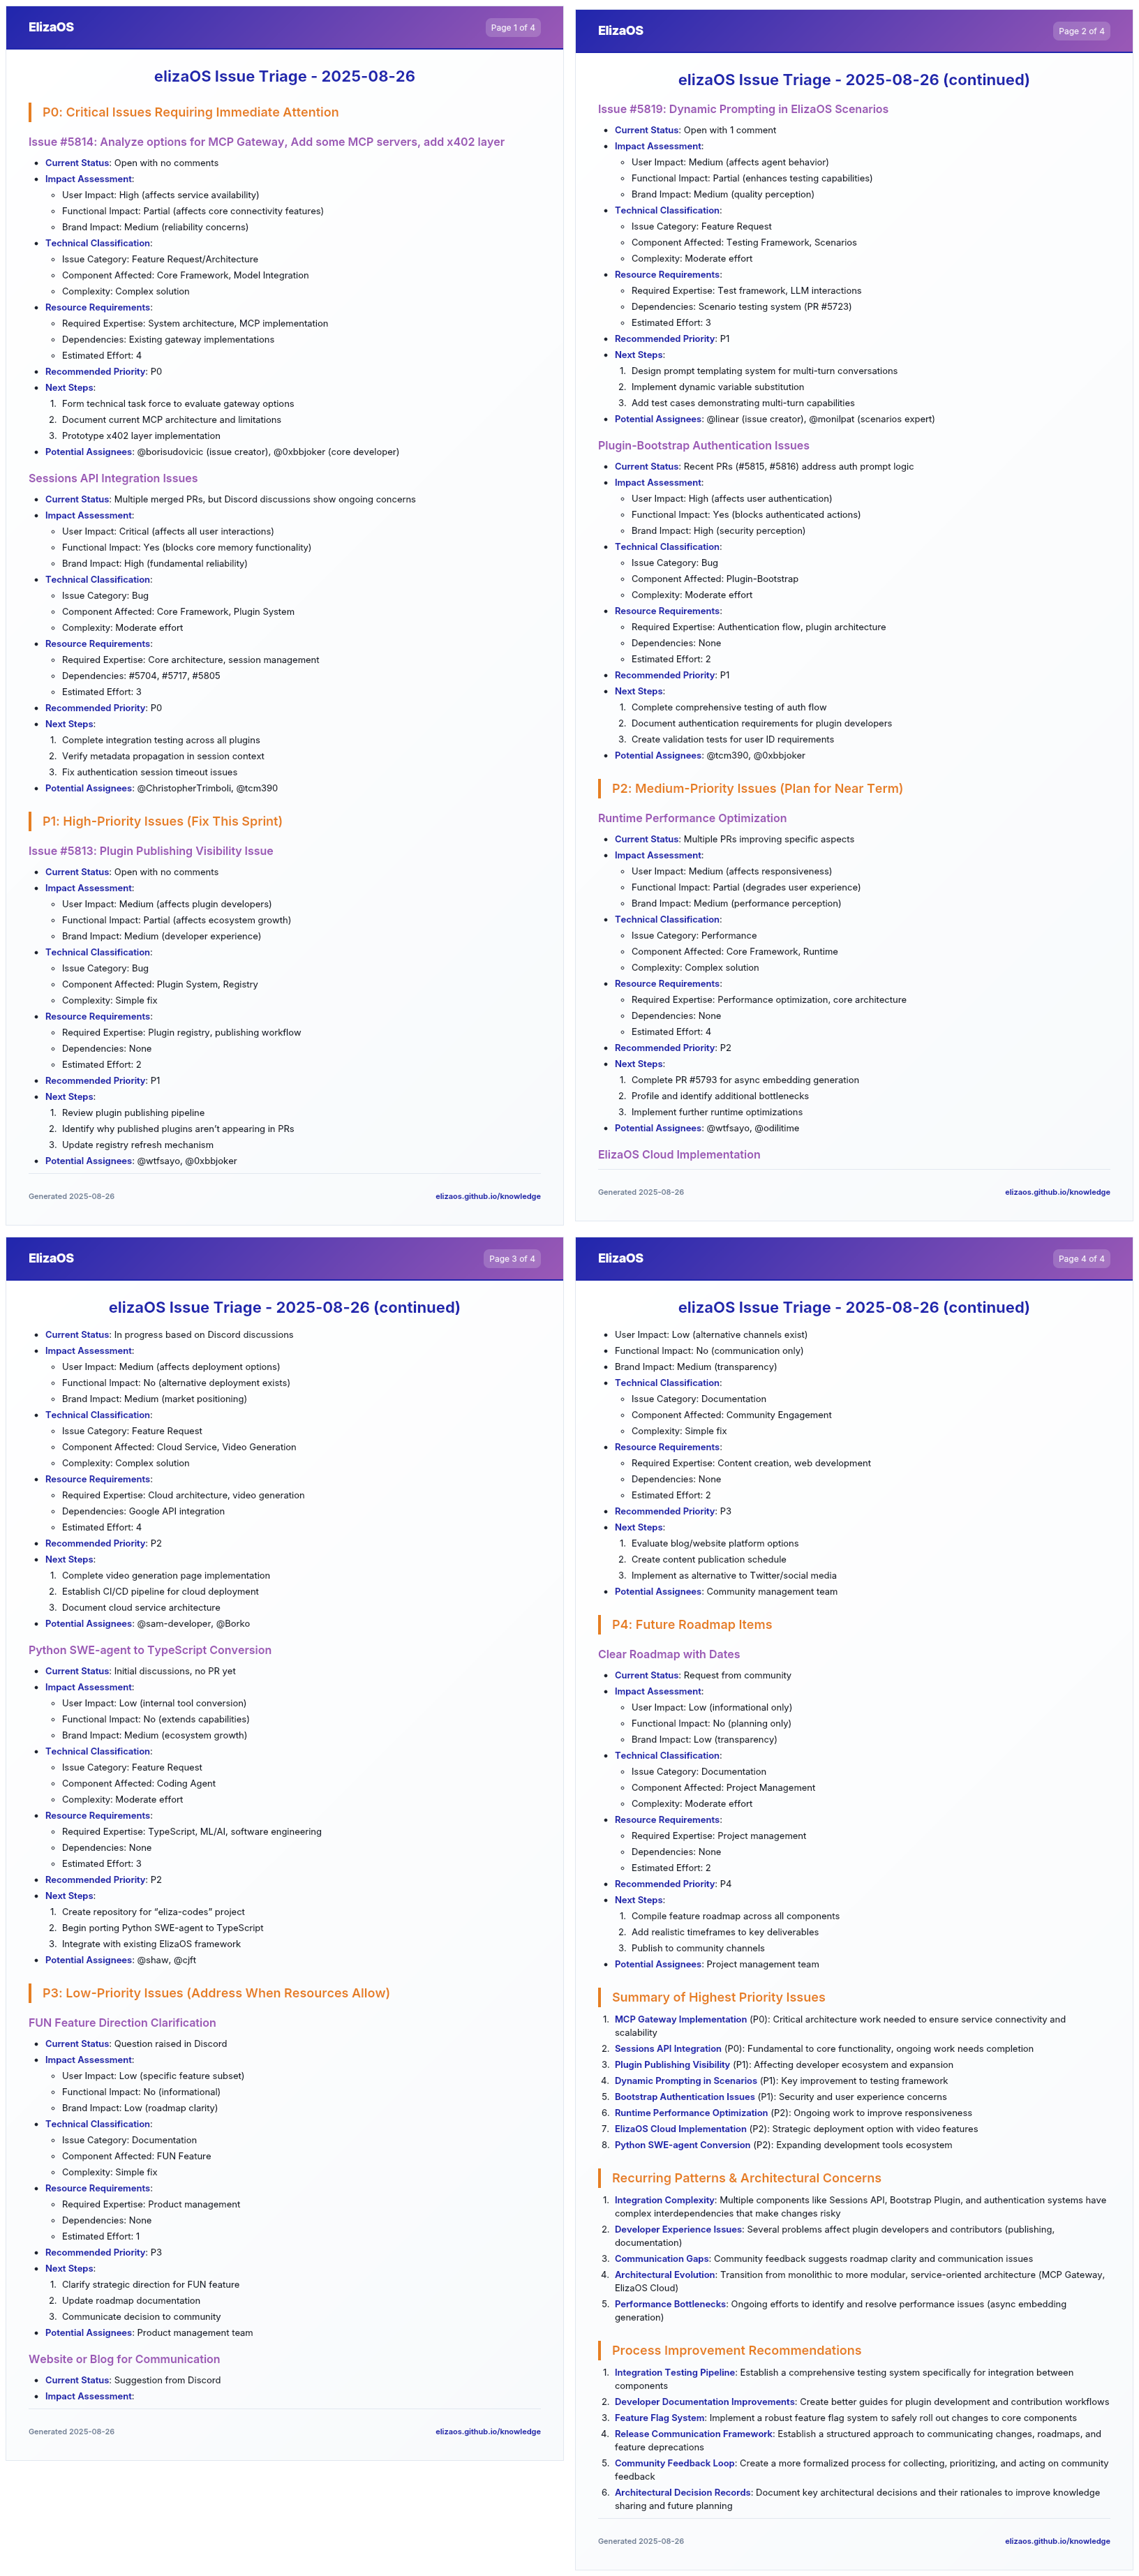 ElizaOS
Page 1 of 4
elizaOS Issue Triage - 2025-08-26
P0: Critical Issues Requiring Immediate Attention
Issue #5814: Analyze options for MCP Gateway, Add some MCP servers, add x402 layer
• Current Status: Open with no comments
• Impact Assessment:
◦ User Impact: High (affects service availability)
◦ Functional Impact: Partial (affects core connectivity features)
◦ Brand Impact: Medium (reliability concerns)
• Technical Classification:
◦ Issue Category: Feature Request/Architecture
◦ Component Affected: Core Framework, Model Integration
◦ Complexity: Complex solution
• Resource Requirements:
◦ Required Expertise: System architecture, MCP implementation
◦ Dependencies: Existing gateway implementations
◦ Estimated Effort: 4
• Recommended Priority: P0
• Next Steps:
1. Form technical task force to evaluate gateway options
2. Document current MCP architecture and limitations
3. Prototype x402 layer implementation
• Potential Assignees: @borisudovicic (issue creator), @0xbbjoker (core developer)
Sessions API Integration Issues
• Current Status: Multiple merged PRs, but Discord discussions show ongoing concerns
• Impact Assessment:
◦ User Impact: Critical (affects all user interactions)
◦ Functional Impact: Yes (blocks core memory functionality)
◦ Brand Impact: High (fundamental reliability)
• Technical Classification:
◦ Issue Category: Bug
◦ Component Affected: Core Framework, Plugin System
◦ Complexity: Moderate effort
• Resource Requirements:
◦ Required Expertise: Core architecture, session management
◦ Dependencies: #5704, #5717, #5805
◦ Estimated Effort: 3
• Recommended Priority: P0
• Next Steps:
1. Complete integration testing across all plugins
2. Verify metadata propagation in session context
3. Fix authentication session timeout issues
• Potential Assignees: @ChristopherTrimboli, @tcm390
P1: High-Priority Issues (Fix This Sprint)
Issue #5813: Plugin Publishing Visibility Issue
• Current Status: Open with no comments
• Impact Assessment:
◦ User Impact: Medium (affects plugin developers)
◦ Functional Impact: Partial (affects ecosystem growth)
◦ Brand Impact: Medium (developer experience)
• Technical Classification:
◦ Issue Category: Bug
◦ Component Affected: Plugin System, Registry
◦ Complexity: Simple fix
• Resource Requirements:
◦ Required Expertise: Plugin registry, publishing workflow
◦ Dependencies: None
◦ Estimated Effort: 2
• Recommended Priority: P1
• Next Steps:
1. Review plugin publishing pipeline
2. Identify why published plugins aren't appearing in PRs
3. Update registry refresh mechanism
• Potential Assignees: @wtfsayo, @0xbbjoker
Generated 2025-08-26
elizaos.github.io/knowledge
ElizaOS
Page 2 of 4
elizaOS Issue Triage - 2025-08-26 (continued)
Issue #5819: Dynamic Prompting in ElizaOS Scenarios
• Current Status: Open with 1 comment
• Impact Assessment:
◦ User Impact: Medium (affects agent behavior)
◦ Functional Impact: Partial (enhances testing capabilities)
◦ Brand Impact: Medium (quality perception)
• Technical Classification:
◦ Issue Category: Feature Request
◦ Component Affected: Testing Framework, Scenarios
◦ Complexity: Moderate effort
• Resource Requirements:
◦ Required Expertise: Test framework, LLM interactions
◦ Dependencies: Scenario testing system (PR #5723)
◦ Estimated Effort: 3
• Recommended Priority: P1
• Next Steps:
1. Design prompt templating system for multi-turn conversations
2. Implement dynamic variable substitution
3. Add test cases demonstrating multi-turn capabilities
• Potential Assignees: @linear (issue creator), @monilpat (scenarios expert)
Plugin-Bootstrap Authentication Issues
• Current Status: Recent PRs (#5815, #5816) address auth prompt logic
• Impact Assessment:
◦ User Impact: High (affects user authentication)
◦ Functional Impact: Yes (blocks authenticated actions)
◦ Brand Impact: High (security perception)
• Technical Classification:
◦ Issue Category: Bug
◦ Component Affected: Plugin-Bootstrap
◦ Complexity: Moderate effort
• Resource Requirements:
◦ Required Expertise: Authentication flow, plugin architecture
◦ Dependencies: None
◦ Estimated Effort: 2
• Recommended Priority: P1
• Next Steps:
1. Complete comprehensive testing of auth flow
2. Document authentication requirements for plugin developers
3. Create validation tests for user ID requirements
• Potential Assignees: @tcm390, @0xbbjoker
P2: Medium-Priority Issues (Plan for Near Term)
Runtime Performance Optimization
• Current Status: Multiple PRs improving specific aspects
• Impact Assessment:
◦ User Impact: Medium (affects responsiveness)
◦ Functional Impact: Partial (degrades user experience)
◦ Brand Impact: Medium (performance perception)
• Technical Classification:
◦ Issue Category: Performance
◦ Component Affected: Core Framework, Runtime
◦ Complexity: Complex solution
• Resource Requirements:
◦ Required Expertise: Performance optimization, core architecture
◦ Dependencies: None
◦ Estimated Effort: 4
• Recommended Priority: P2
• Next Steps:
1. Complete PR #5793 for async embedding generation
2. Profile and identify additional bottlenecks
3. Implement further runtime optimizations
• Potential Assignees: @wtfsayo, @odilitime
ElizaOS Cloud Implementation
Generated 2025-08-26
elizaos.github.io/knowledge
ElizaOS
Page 3 of 4
elizaOS Issue Triage - 2025-08-26 (continued)
• Current Status: In progress based on Discord discussions
• Impact Assessment:
◦ User Impact: Medium (affects deployment options)
◦ Functional Impact: No (alternative deployment exists)
◦ Brand Impact: Medium (market positioning)
• Technical Classification:
◦ Issue Category: Feature Request
◦ Component Affected: Cloud Service, Video Generation
◦ Complexity: Complex solution
• Resource Requirements:
◦ Required Expertise: Cloud architecture, video generation
◦ Dependencies: Google API integration
◦ Estimated Effort: 4
• Recommended Priority: P2
• Next Steps:
1. Complete video generation page implementation
2. Establish CI/CD pipeline for cloud deployment
3. Document cloud service architecture
• Potential Assignees: @sam-developer, @Borko
Python SWE-agent to TypeScript Conversion
• Current Status: Initial discussions, no PR yet
• Impact Assessment:
◦ User Impact: Low (internal tool conversion)
◦ Functional Impact: No (extends capabilities)
◦ Brand Impact: Medium (ecosystem growth)
• Technical Classification:
◦ Issue Category: Feature Request
◦ Component Affected: Coding Agent
◦ Complexity: Moderate effort
• Resource Requirements:
◦ Required Expertise: TypeScript, ML/AI, software engineering
◦ Dependencies: None
◦ Estimated Effort: 3
• Recommended Priority: P2
• Next Steps:
1. Create repository for “eliza-codes” project
2. Begin porting Python SWE-agent to TypeScript
3. Integrate with existing ElizaOS framework
• Potential Assignees: @shaw, @cjft
P3: Low-Priority Issues (Address When Resources Allow)
FUN Feature Direction Clarification
• Current Status: Question raised in Discord
• Impact Assessment:
◦ User Impact: Low (specific feature subset)
◦ Functional Impact: No (informational)
◦ Brand Impact: Low (roadmap clarity)
• Technical Classification:
◦ Issue Category: Documentation
◦ Component Affected: FUN Feature
◦ Complexity: Simple fix
• Resource Requirements:
◦ Required Expertise: Product management
◦ Dependencies: None
◦ Estimated Effort: 1
• Recommended Priority: P3
• Next Steps:
1. Clarify strategic direction for FUN feature
2. Update roadmap documentation
3. Communicate decision to community
• Potential Assignees: Product management team
Website or Blog for Communication
• Current Status: Suggestion from Discord
• Impact Assessment:
Generated 2025-08-26
elizaos.github.io/knowledge
ElizaOS
Page 4 of 4
elizaOS Issue Triage - 2025-08-26 (continued)
• User Impact: Low (alternative channels exist)
• Functional Impact: No (communication only)
• Brand Impact: Medium (transparency)
• Technical Classification:
◦ Issue Category: Documentation
◦ Component Affected: Community Engagement
◦ Complexity: Simple fix
• Resource Requirements:
◦ Required Expertise: Content creation, web development
◦ Dependencies: None
◦ Estimated Effort: 2
• Recommended Priority: P3
• Next Steps:
1. Evaluate blog/website platform options
2. Create content publication schedule
3. Implement as alternative to Twitter/social media
• Potential Assignees: Community management team
P4: Future Roadmap Items
Clear Roadmap with Dates
• Current Status: Request from community
• Impact Assessment:
◦ User Impact: Low (informational only)
◦ Functional Impact: No (planning only)
◦ Brand Impact: Low (transparency)
• Technical Classification:
◦ Issue Category: Documentation
◦ Component Affected: Project Management
◦ Complexity: Moderate effort
• Resource Requirements:
◦ Required Expertise: Project management
◦ Dependencies: None
◦ Estimated Effort: 2
• Recommended Priority: P4
• Next Steps:
1. Compile feature roadmap across all components
2. Add realistic timeframes to key deliverables
3. Publish to community channels
• Potential Assignees: Project management team
Summary of Highest Priority Issues
1. MCP Gateway Implementation (P0): Critical architecture work needed to ensure service connectivity and
scalability
2. Sessions API Integration (P0): Fundamental to core functionality, ongoing work needs completion
3. Plugin Publishing Visibility (P1): Affecting developer ecosystem and expansion
4. Dynamic Prompting in Scenarios (P1): Key improvement to testing framework
5. Bootstrap Authentication Issues (P1): Security and user experience concerns
6. Runtime Performance Optimization (P2): Ongoing work to improve responsiveness
7. ElizaOS Cloud Implementation (P2): Strategic deployment option with video features
8. Python SWE-agent Conversion (P2): Expanding development tools ecosystem
Recurring Patterns & Architectural Concerns
1. Integration Complexity: Multiple components like Sessions API, Bootstrap Plugin, and authentication systems have
complex interdependencies that make changes risky
2. Developer Experience Issues: Several problems affect plugin developers and contributors (publishing,
documentation)
3. Communication Gaps: Community feedback suggests roadmap clarity and communication issues
4. Architectural Evolution: Transition from monolithic to more modular, service-oriented architecture (MCP Gateway,
ElizaOS Cloud)
5. Performance Bottlenecks: Ongoing efforts to identify and resolve performance issues (async embedding
generation)
Process Improvement Recommendations
1. Integration Testing Pipeline: Establish a comprehensive testing system specifically for integration between
components
2. Developer Documentation Improvements: Create better guides for plugin development and contribution workflows
3. Feature Flag System: Implement a robust feature flag system to safely roll out changes to core components
4. Release Communication Framework: Establish a structured approach to communicating changes, roadmaps, and
feature deprecations
5. Community Feedback Loop: Create a more formalized process for collecting, prioritizing, and acting on community
feedback
6. Architectural Decision Records: Document key architectural decisions and their rationales to improve knowledge
sharing and future planning
Generated 2025-08-26
elizaos.github.io/knowledge